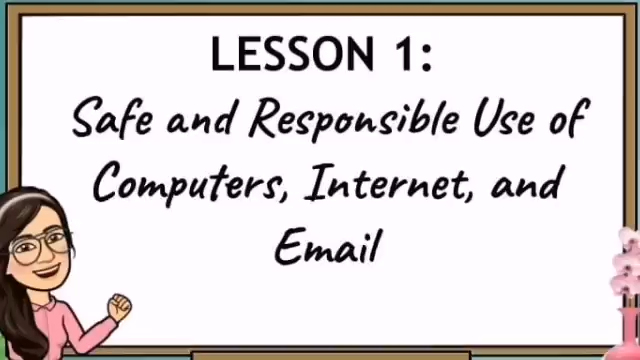 LESSON 1:
Safe and Responsible Use of
Computers, Internet, and
Email